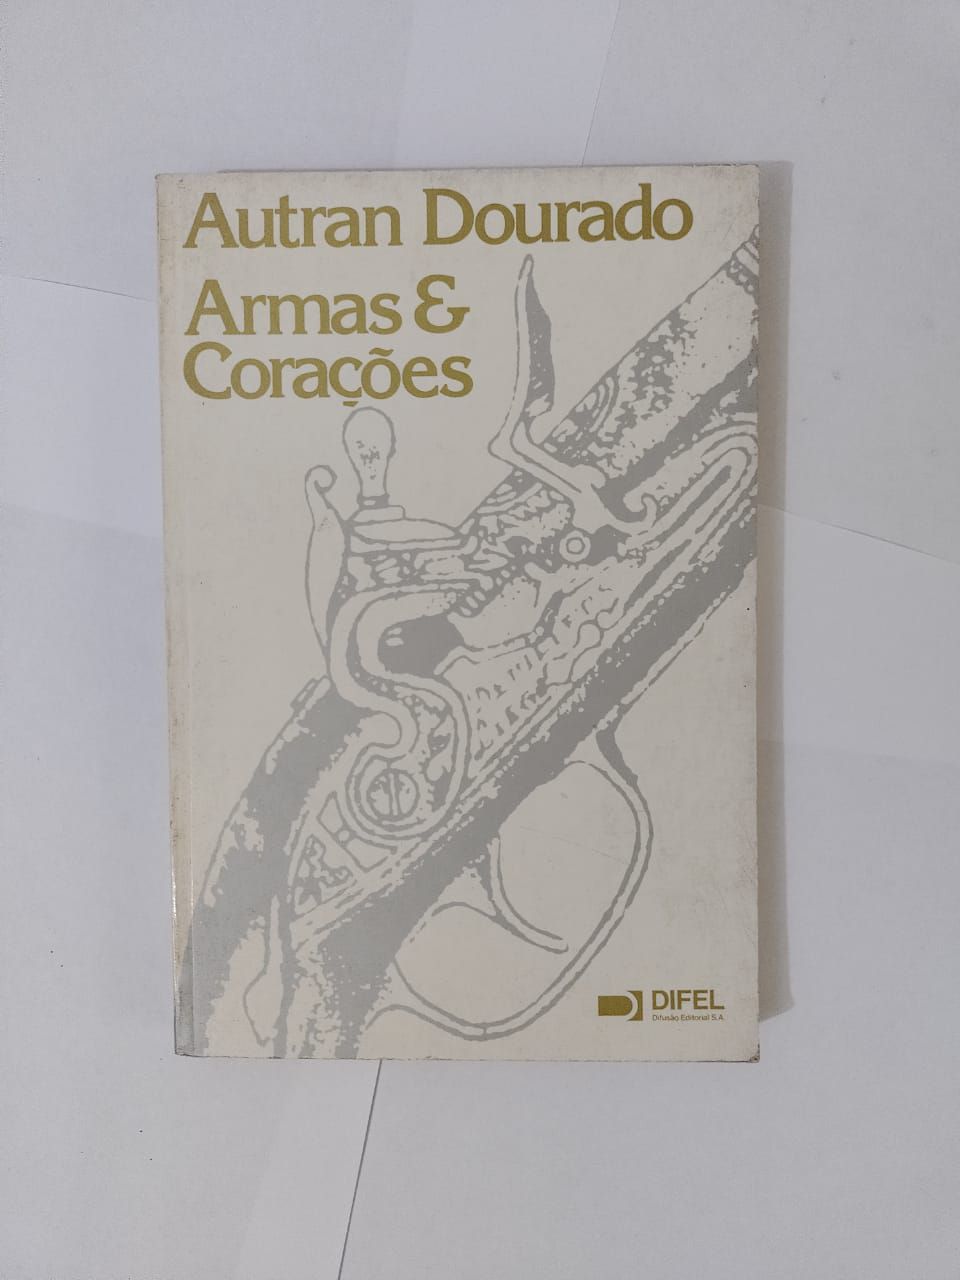 Autran Dourado
Armas &
Corações
DIFEL
Difusão Editorial S.A.